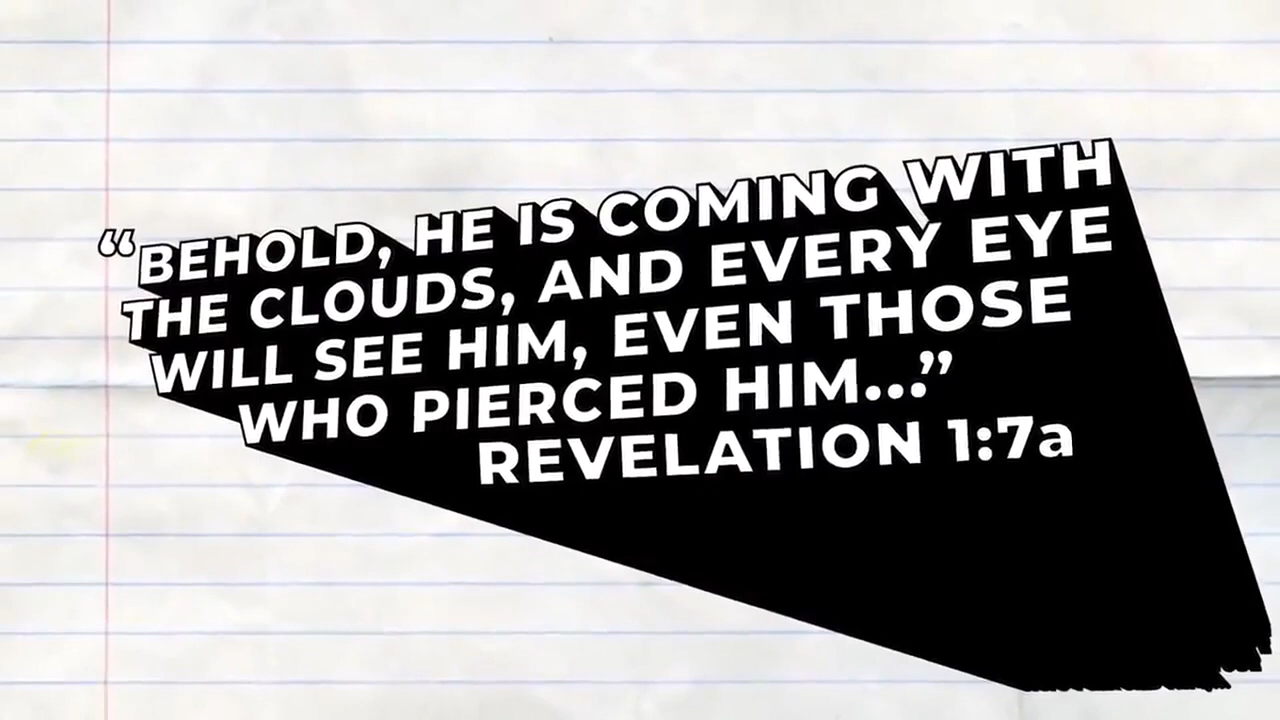 “BEHOLD, HE IS COMING WITH
THE CLOUDS, AND EVERY EYE
WILL SEE HIM, EVEN THOSE
WHO PIERCED HIM...”
REVELATION 1:7a